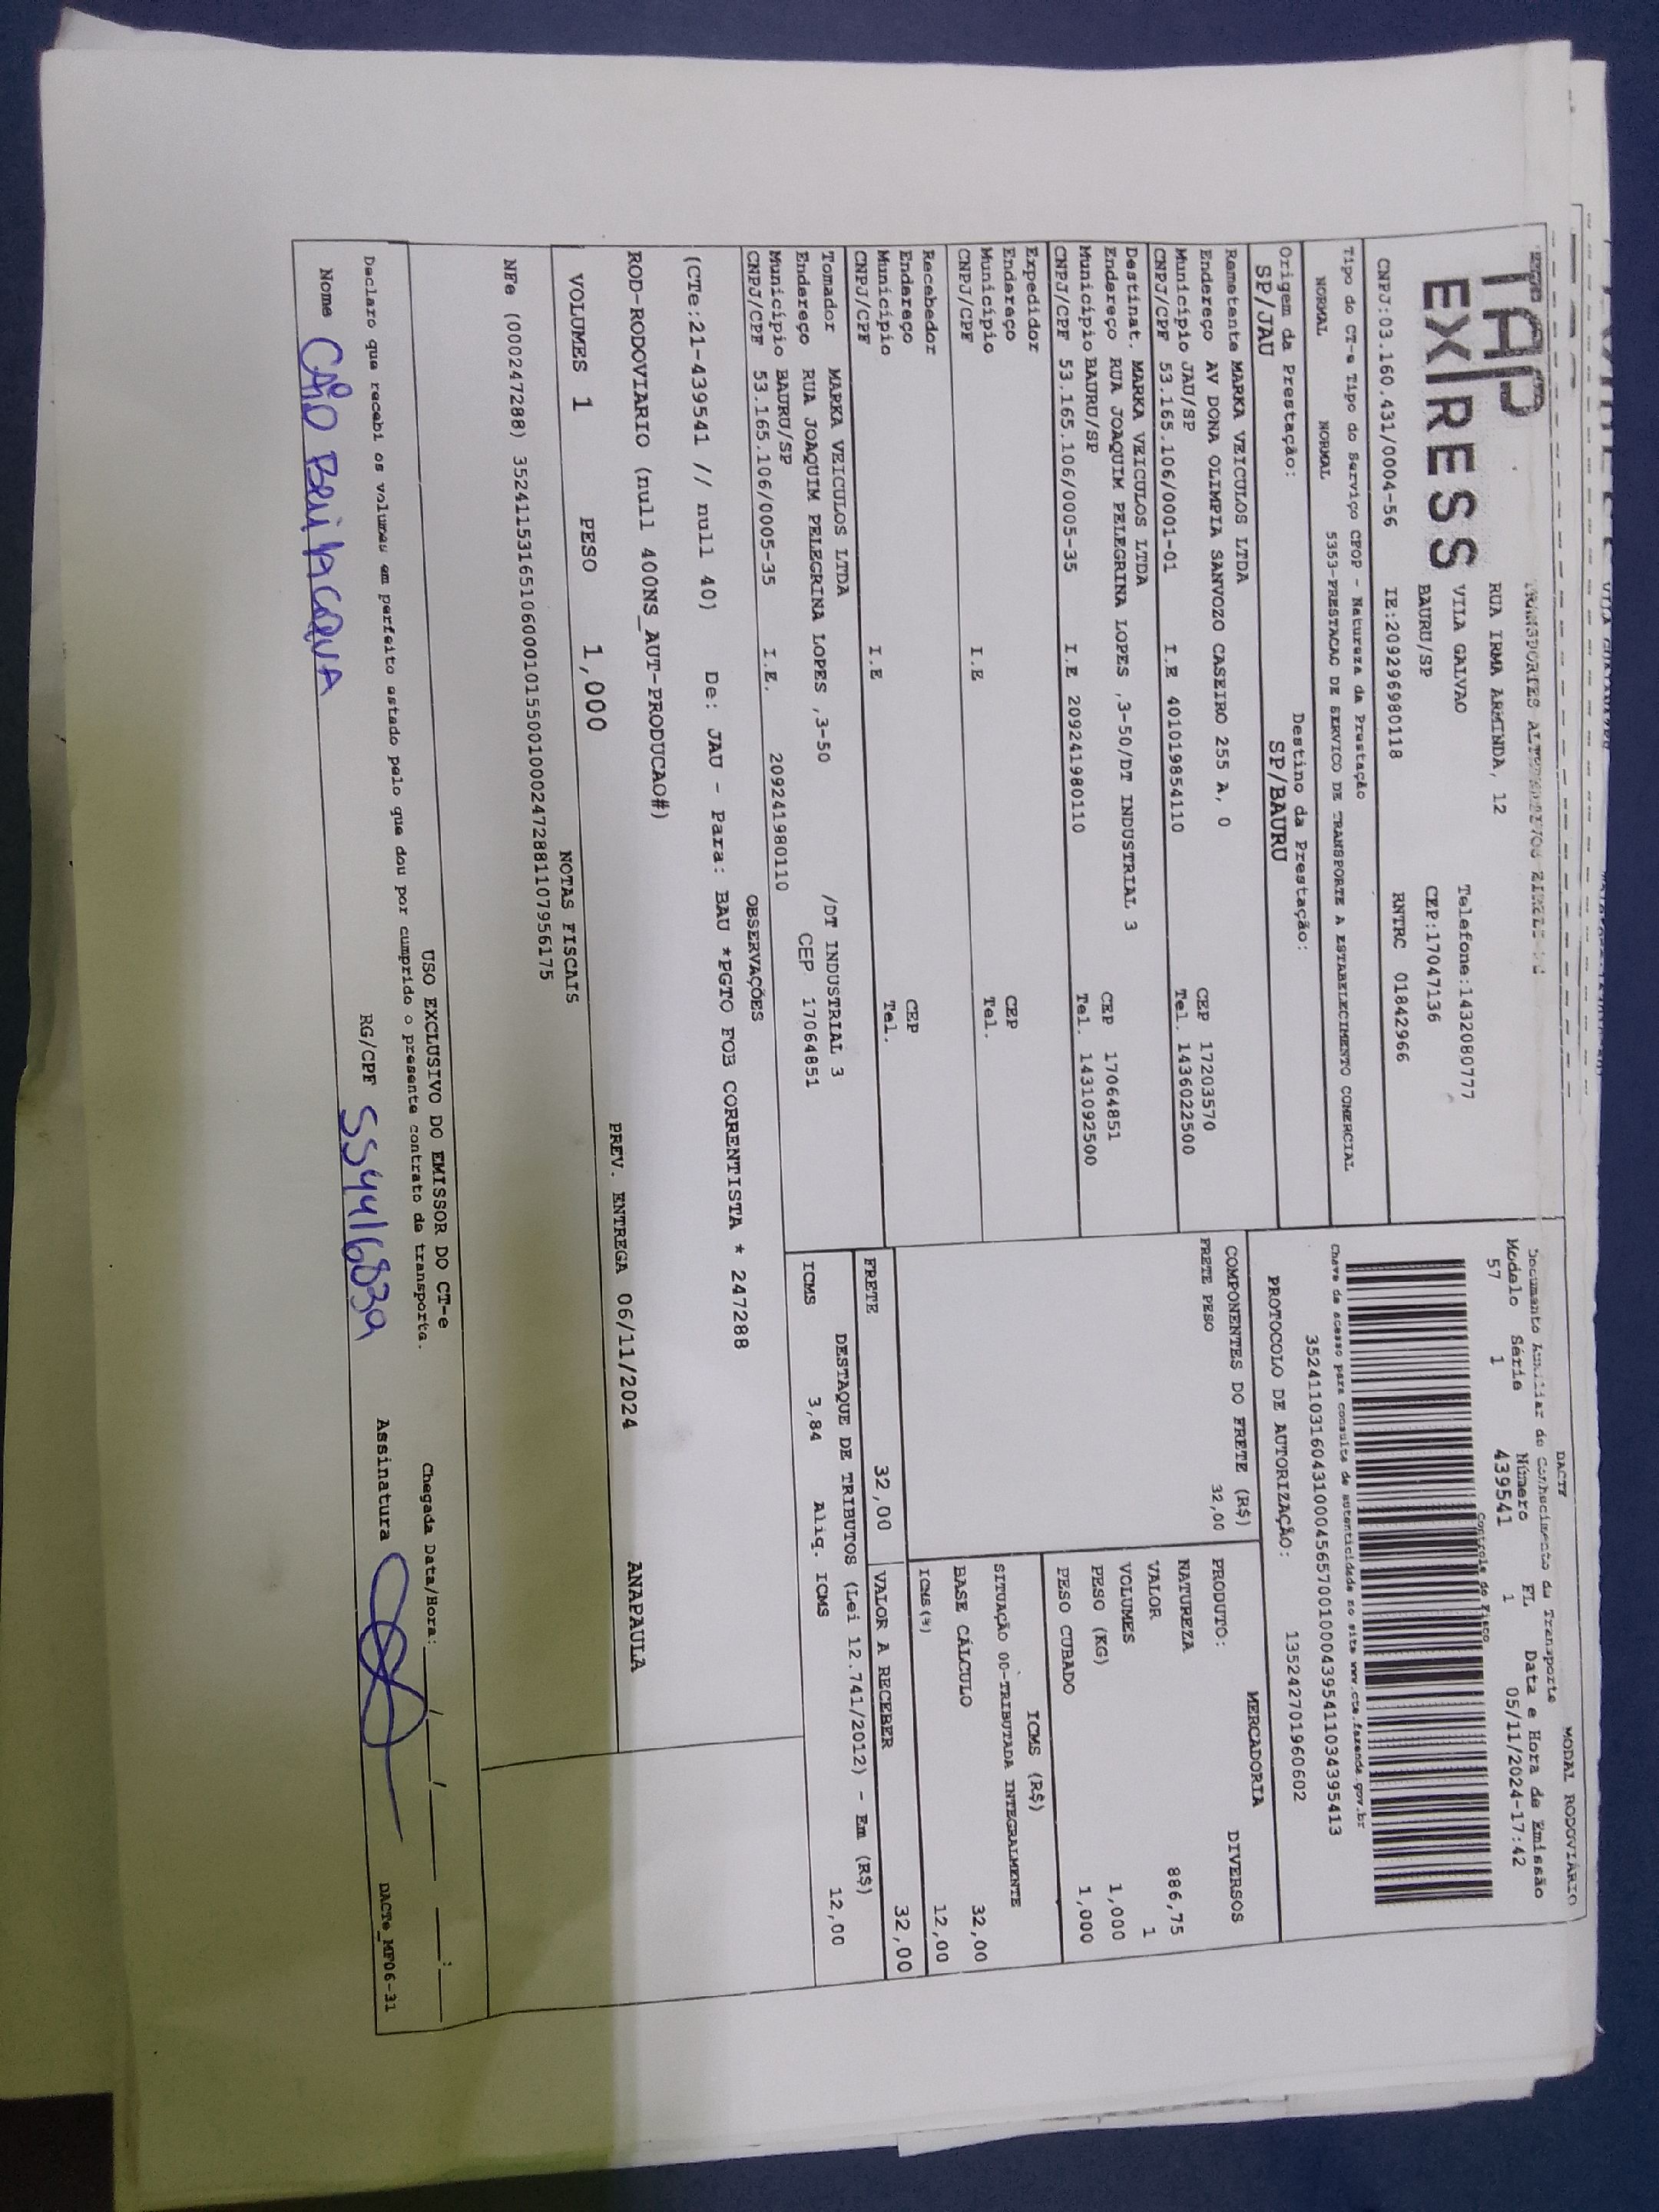 TAP
EXPRESS
RUA IRMA ARMINDA, 12
VILA GALVAO
Telefone:1432080777
BAURU/SP
CEP:17047136
CNPJ:03.160.431/0004-56
IE:209296980118
RNTRC 01842966
DACTE
MODAL RODOVIÁRIO
Documento Auxiliar do Conhecimento de Transporte
Modelo Série Número FL Data e Hora de Emissão
57 1 439541 1 05/11/2024-17:42
Controle do Fisco
Chave de acesso para consulta de autenticidade no site www.cte.fazenda.gov.br
35241103160431000456570010004395411034395413
PROTOCOLO DE AUTORIZAÇÃO: 135242701960602
Tipo do CT-e Tipo do Serviço CFOP - Natureza da Prestação
NORMAL NORMAL 5353-PRESTACAO DE SERVICO DE TRANSPORTE A ESTABELECIMENTO COMERCIAL
Origem da Prestação: Destino da Prestação:
SP/JAU SP/BAURU
Remetente MARKA VEICULOS LTDA
Endereço AV DONA OLIMPIA SANVOZO CASEIRO 255 A, 0 CEP 17203570
Município JAU/SP Tel. 1436022500
CNPJ/CPF 53.165.106/0001-01 I.E 401019854110
Destinat. MARKA VEICULOS LTDA
Endereço RUA JOAQUIM PELEGRINA LOPES ,3-50/DT INDUSTRIAL 3 CEP 17064851
Município BAURU/SP Tel. 1431092500
CNPJ/CPF 53.165.106/0005-35 I.E 209241980110
Expedidor
Endereço CEP
Município Tel.
CNPJ/CPF I.E
Recebedor
Endereço CEP
Município Tel.
CNPJ/CPF I.E
Tomador MARKA VEICULOS LTDA
Endereço RUA JOAQUIM PELEGRINA LOPES ,3-50 /DT INDUSTRIAL 3
Município BAURU/SP CEP 17064851
CNPJ/CPF 53.165.106/0005-35 I.E. 209241980110
COMPONENTES DO FRETE (R$)
FRETE PESO 32,00
MERCADORIA
PRODUTO: DIVERSOS
NATUREZA
VALOR 886,75
VOLUMES 1
PESO (KG) 1,000
PESO CUBADO 1,000
ICMS (R$)
SITUAÇÃO 00-TRIBUTADA INTEGRALMENTE
BASE CÁLCULO 32,00
ICMS(%) 12,00
FRETE 32,00 VALOR A RECEBER 32,00
DESTAQUE DE TRIBUTOS (Lei 12.741/2012) - Em (R$)
ICMS 3,84 Aliq. ICMS 12,00
OBSERVAÇÕES
(CTe:21-439541 // null 40) De: JAU - Para: BAU *PGTO FOB CORRENTISTA * 247288
ROD-RODOVIARIO (null 400NS_AUT-PRODUCAO#)
PREV. ENTREGA 06/11/2024 ANAPAULA
VOLUMES 1 PESO 1,000
NOTAS FISCAIS
NFe (000247288) 35241153165106000101550010002472881107956175
USO EXCLUSIVO DO EMISSOR DO CT-e
Declaro que recebi os volumes em perfeito estado pelo que dou por cumprido o presente contrato de transporte.
Chegada Data/Hora: ___/___/___ ___:___
Nome CAIO BEVILACQUA RG/CPF 554416839 Assinatura
DACTe_MF06-31